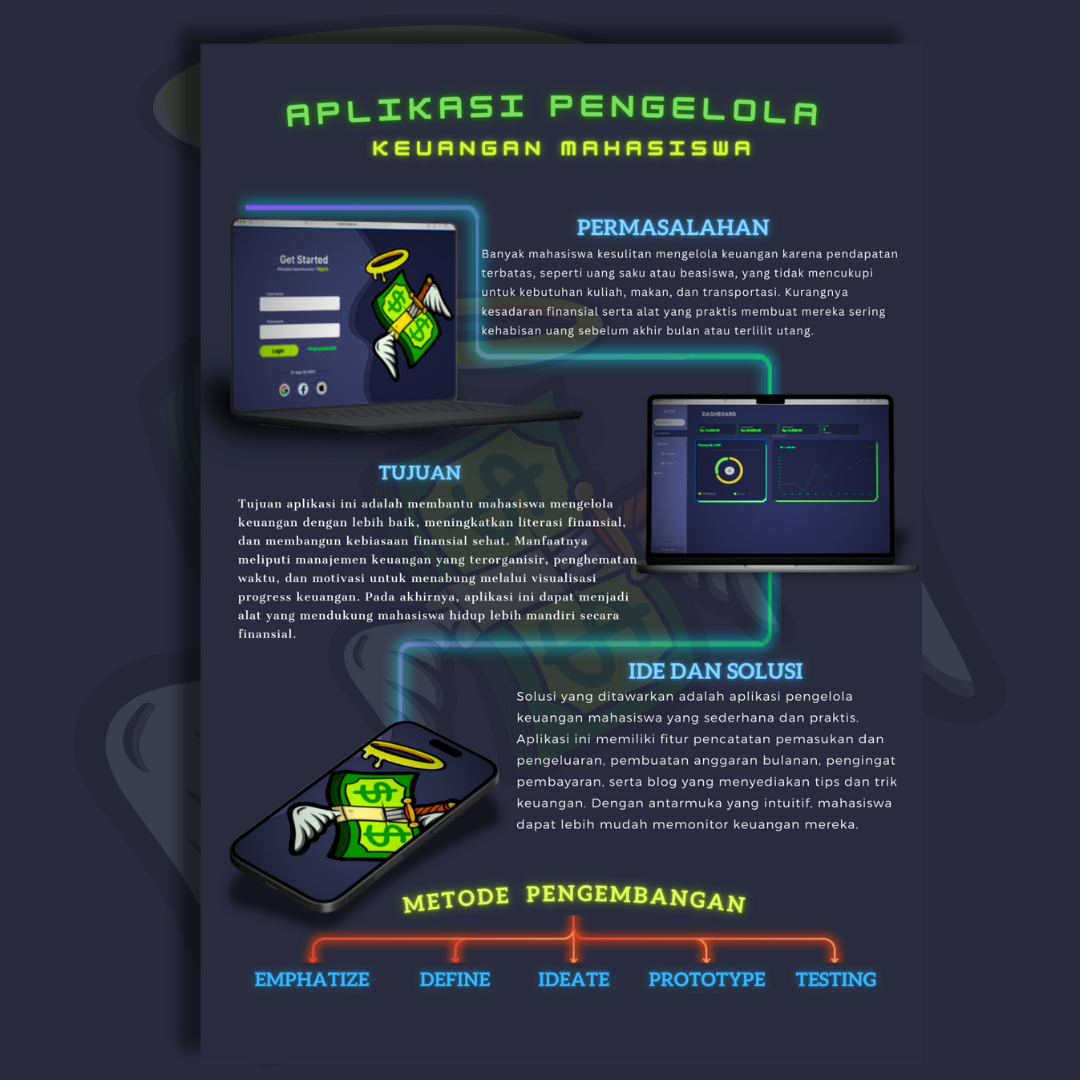 APLIKASI PENGELOLA
KEUANGAN MAHASISWA
PERMASALAHAN
Banyak mahasiswa kesulitan mengelola keuangan karena pendapatan
terbatas, seperti uang saku atau beasiswa, yang tidak mencukupi
untuk kebutuhan kuliah, makan, dan transportasi. Kurangnya
kesadaran finansial serta alat yang praktis membuat mereka sering
kehabisan uang sebelum akhir bulan atau terlilit utang.
Get Started
Login
DASHBOARD
TUJUAN
Tujuan aplikasi ini adalah membantu mahasiswa mengelola
keuangan dengan lebih baik, meningkatkan literasi finansial,
dan membangun kebiasaan finansial sehat. Manfaatnya
meliputi manajemen keuangan yang terorganisir, penghematan
waktu, dan motivasi untuk menabung melalui visualisasi
progress keuangan. Pada akhirnya, aplikasi ini dapat menjadi
alat yang mendukung mahasiswa hidup lebih mandiri secara
finansial.
IDE DAN SOLUSI
Solusi yang ditawarkan adalah aplikasi pengelola
keuangan mahasiswa yang sederhana dan praktis.
Aplikasi ini memiliki fitur pencatatan pemasukan dan
pengeluaran, pembuatan anggaran bulanan, pengingat
pembayaran, serta blog yang menyediakan tips dan trik
keuangan. Dengan antarmuka yang intuitif, mahasiswa
dapat lebih mudah memonitor keuangan mereka.
METODE PENGEMBANGAN
EMPHATIZE DEFINE IDEATE PROTOTYPE TESTING